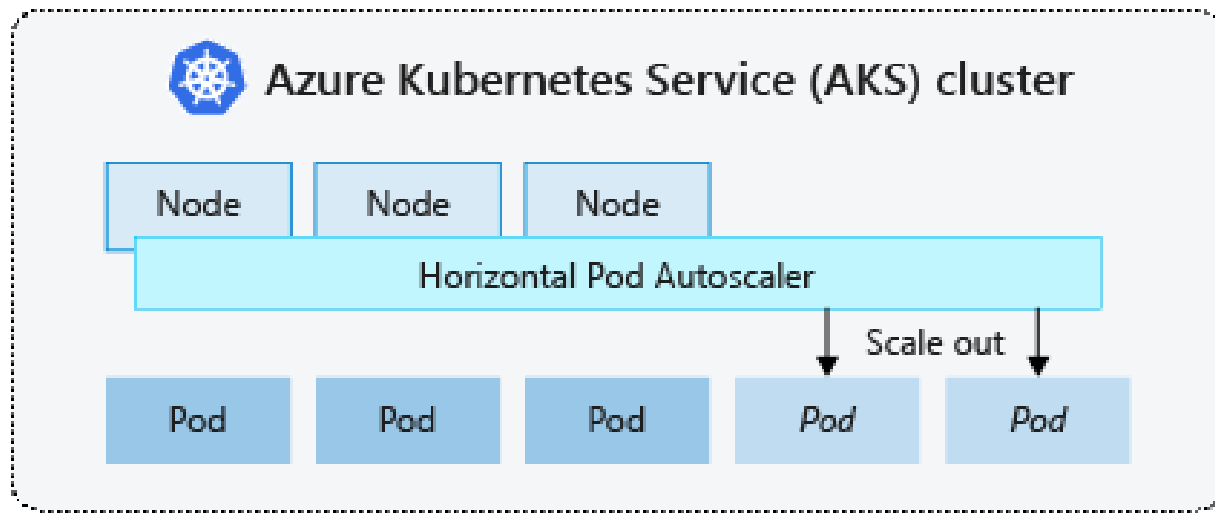 Azure Kubernetes Service (AKS) cluster
Node Node Node
Horizontal Pod Autoscaler
Scale out
Pod Pod Pod Pod Pod